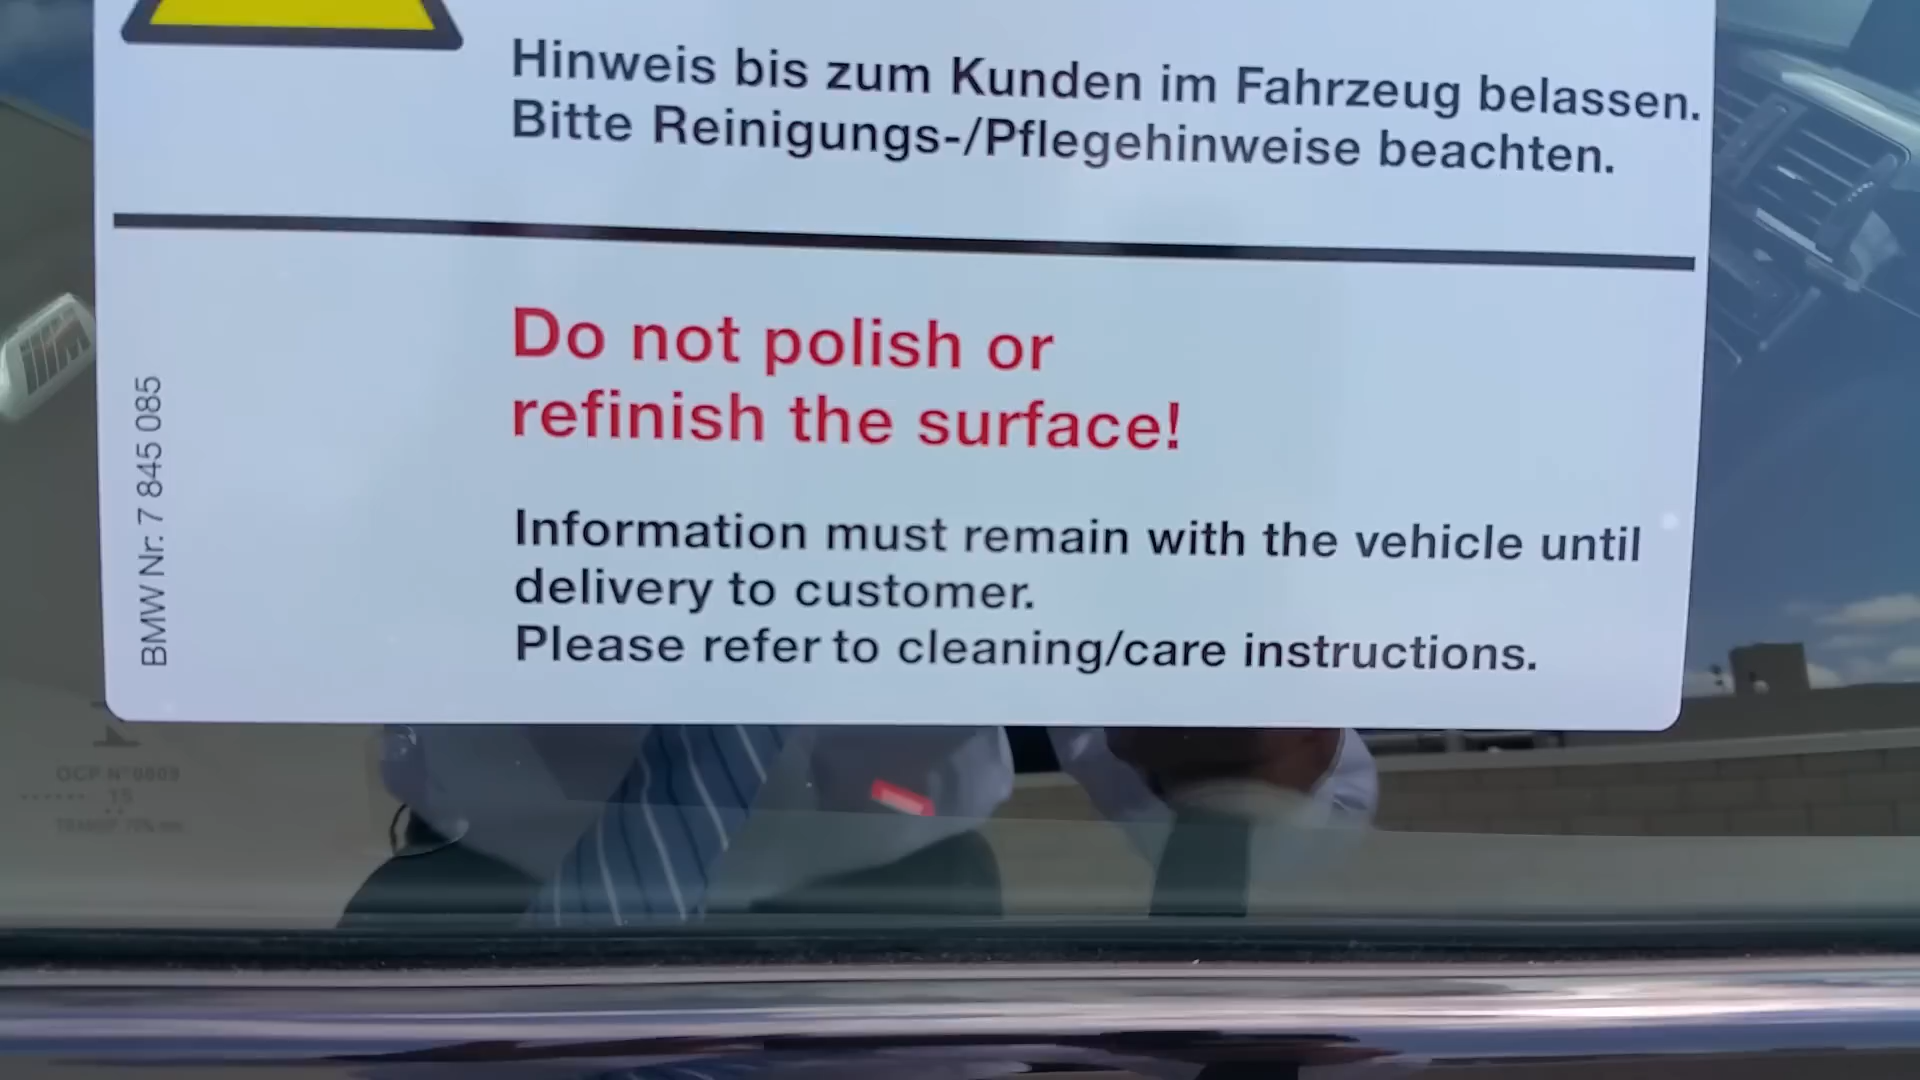 Hinweis bis zum Kunden im Fahrzeug belassen.
Bitte Reinigungs-/Pflegehinweise beachten.
Do not polish or
refinish the surface!
Information must remain with the vehicle until
delivery to customer.
Please refer to cleaning/care instructions.
BMW Nr. 7 845 085